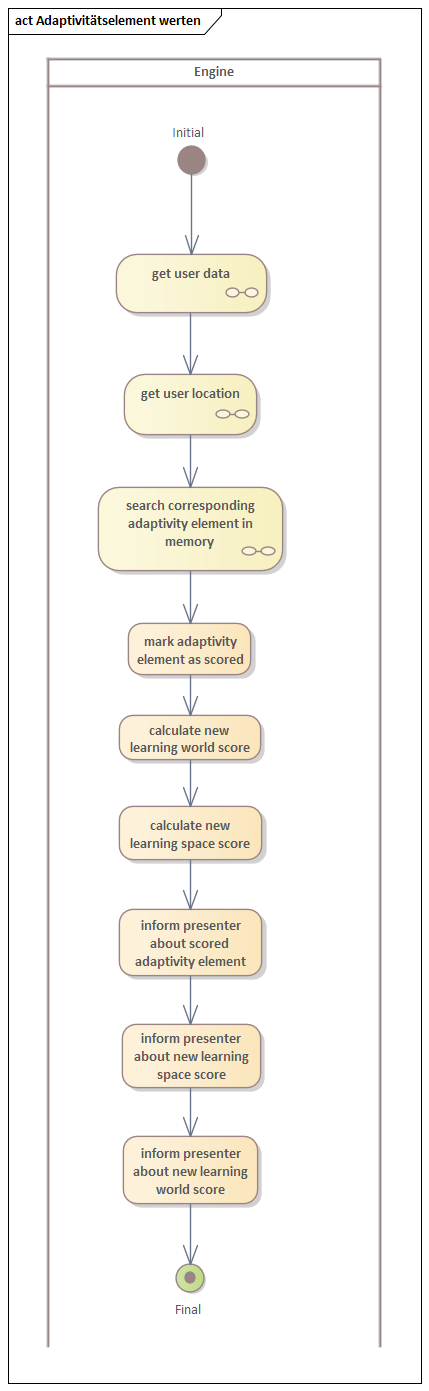 act Adaptivitätselement werten
Engine
Initial
get user data
get user location
search corresponding
adaptivity element in
memory
mark adaptivity
element as scored
calculate new
learning world score
calculate new
learning space score
inform presenter
about scored
adaptivity element
inform presenter
about new learning
space score
inform presenter
about new learning
world score
Final